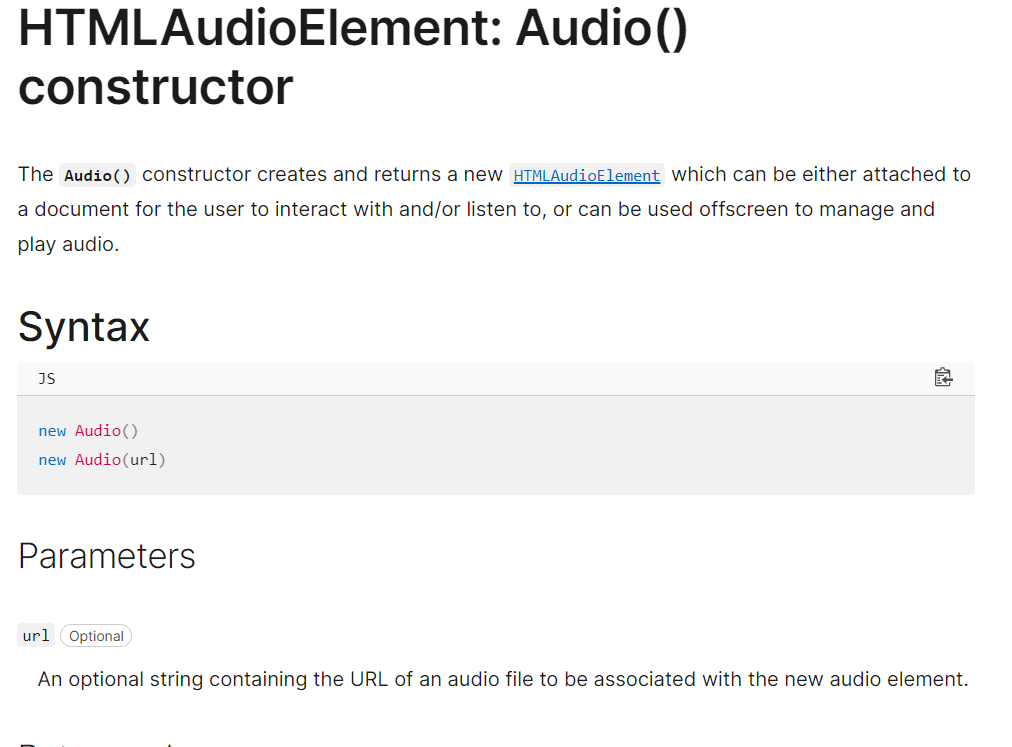 HTMLAudioElement: Audio()
constructor
The Audio() constructor creates and returns a new HTMLAudioElement which can be either attached to
a document for the user to interact with and/or listen to, or can be used offscreen to manage and
play audio.
Syntax
JS
new Audio()
new Audio(url)
Parameters
url Optional
An optional string containing the URL of an audio file to be associated with the new audio element.